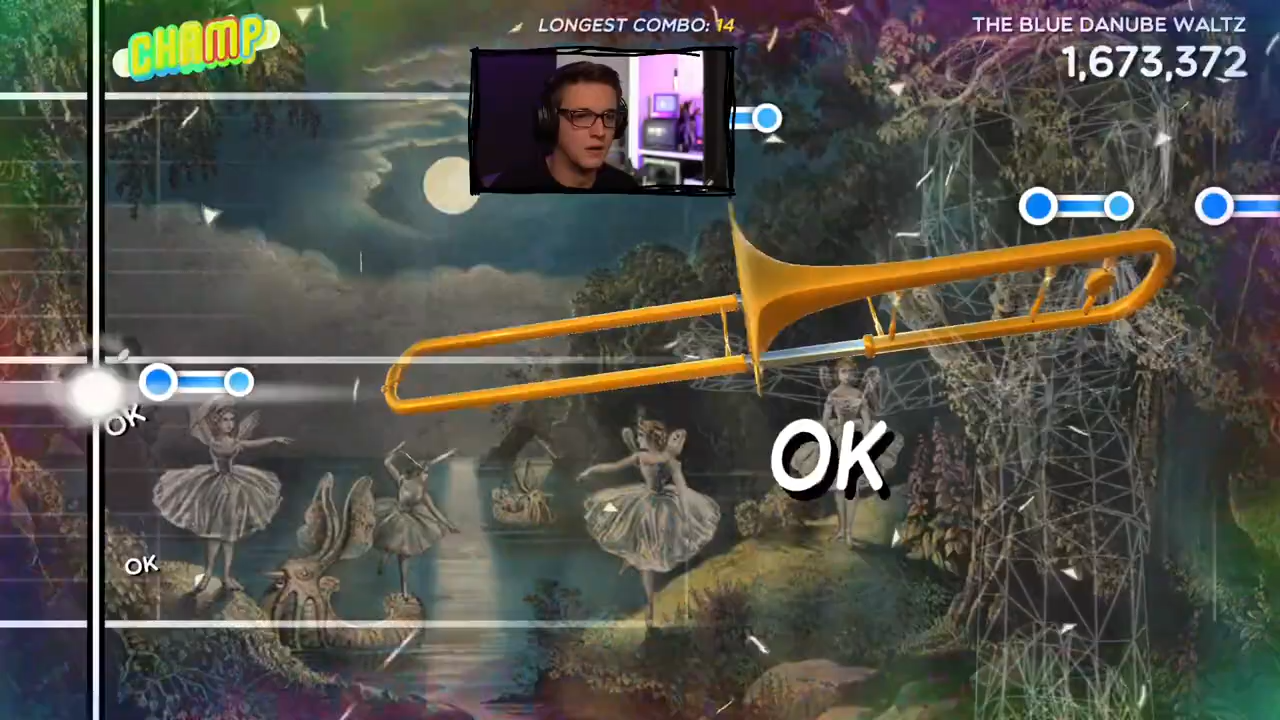 CHAMP
LONGEST COMBO: 14
THE BLUE DANUBE WALTZ
1,673,372
OK
OK
OK